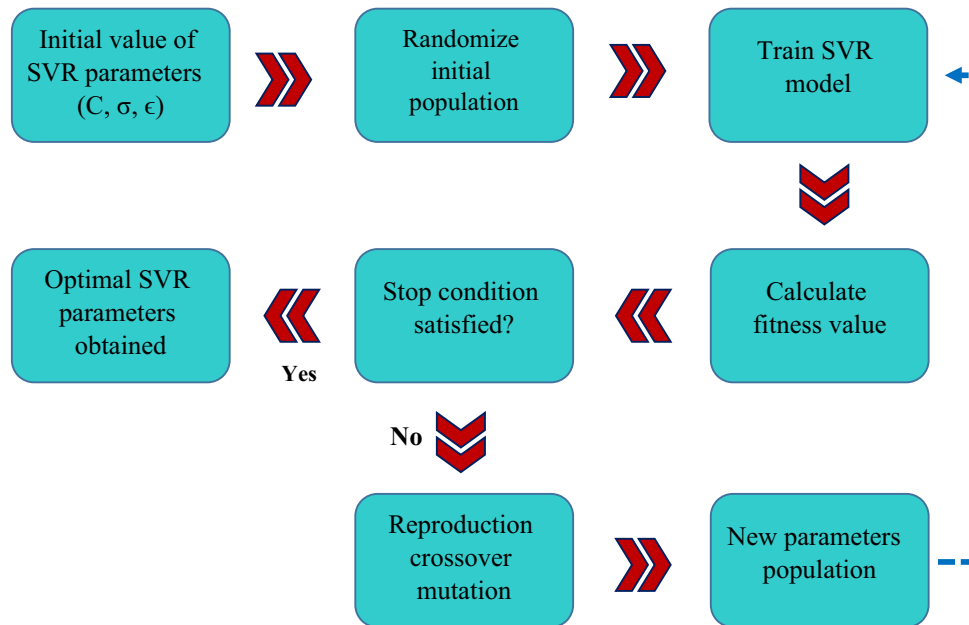 Initial value of
SVR parameters
(C, σ, ϵ)
Randomize
initial
population
Train SVR
model
Optimal SVR
parameters
obtained
Stop condition
satisfied?
Calculate
fitness value
Yes
No
Reproduction
crossover
mutation
New parameters
population